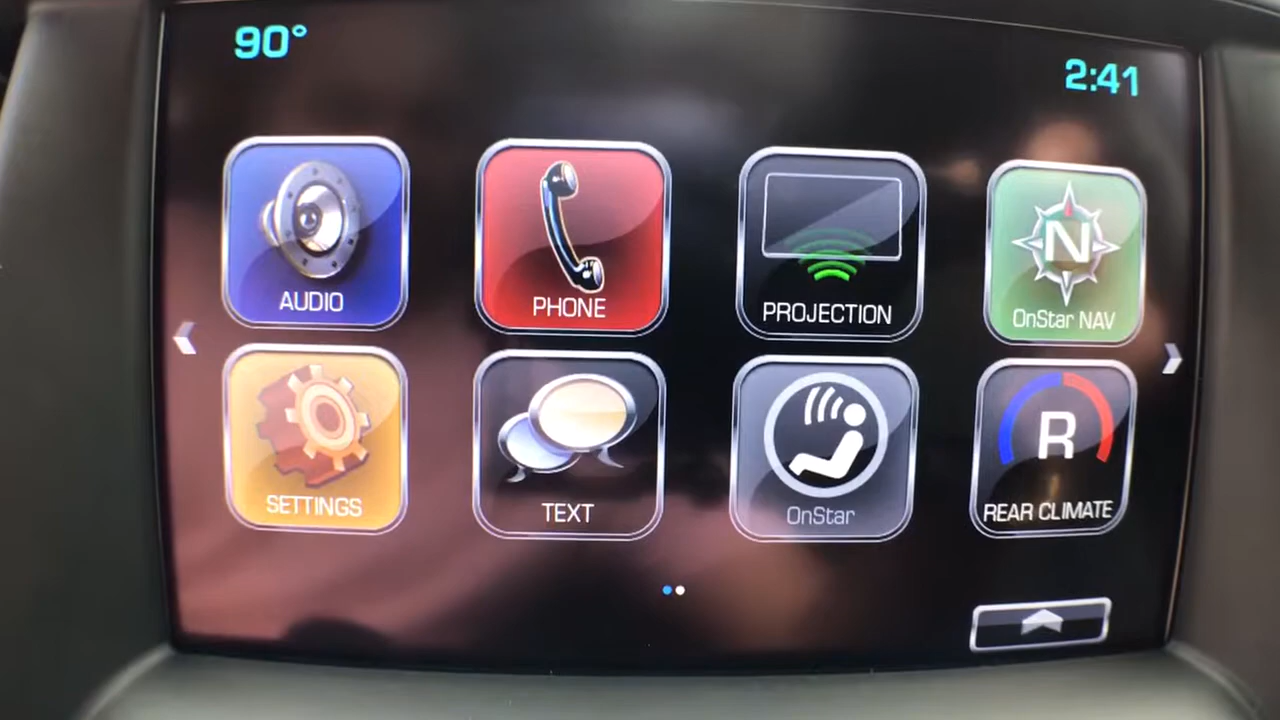 90°
2:41
AUDIO
PHONE
PROJECTION
N
OnStar NAV
SETTINGS
TEXT
OnStar
R
REAR CLIMATE